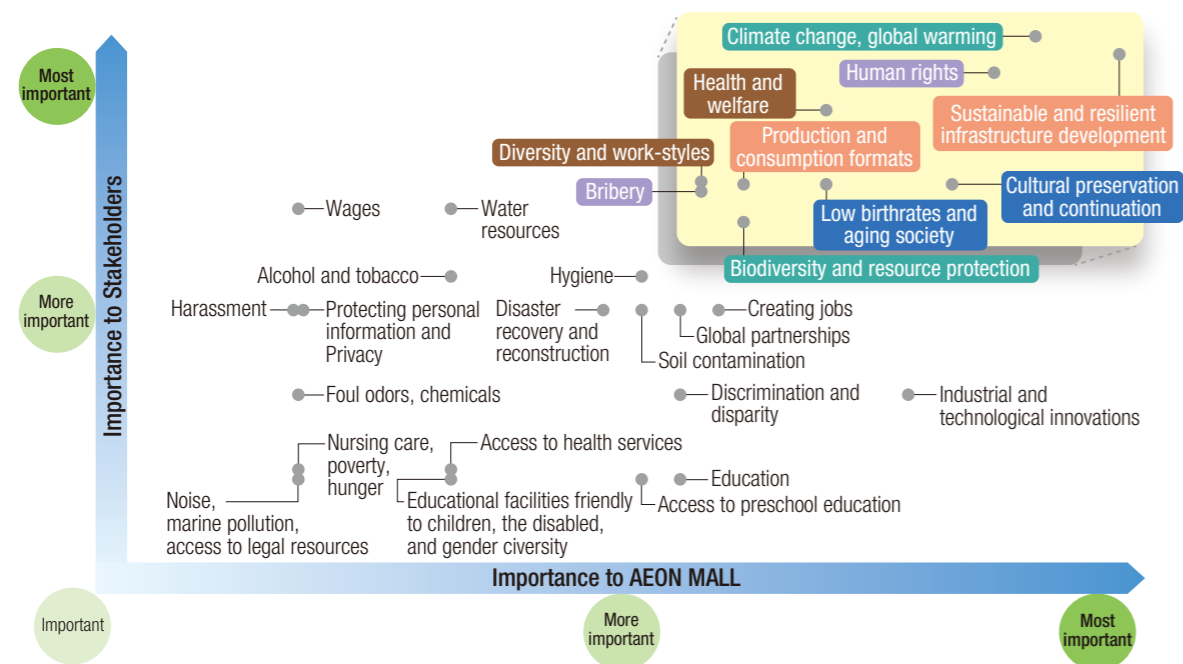 Most
important
More
important
Important
Importance to Stakeholders
Climate change, global warming
Human rights
Health and
welfare
Sustainable and resilient
infrastructure development
Production and
consumption formats
Diversity and work-styles
Bribery
Cultural preservation
and continuation
Low birthrates and
aging society
Biodiversity and resource protection
Wages
Water
resources
Alcohol and tobacco
Hygiene
Harassment
Protecting personal
information and
Privacy
Disaster
recovery and
reconstruction
Creating jobs
Global partnerships
Soil contamination
Foul odors, chemicals
Discrimination and
disparity
Industrial and
technological innovations
Nursing care,
poverty,
hunger
Access to health services
Noise,
marine pollution,
access to legal resources
Educational facilities friendly
to children, the disabled,
and gender civersity
Education
Access to preschool education
Importance to AEON MALL
More
important
Most
important